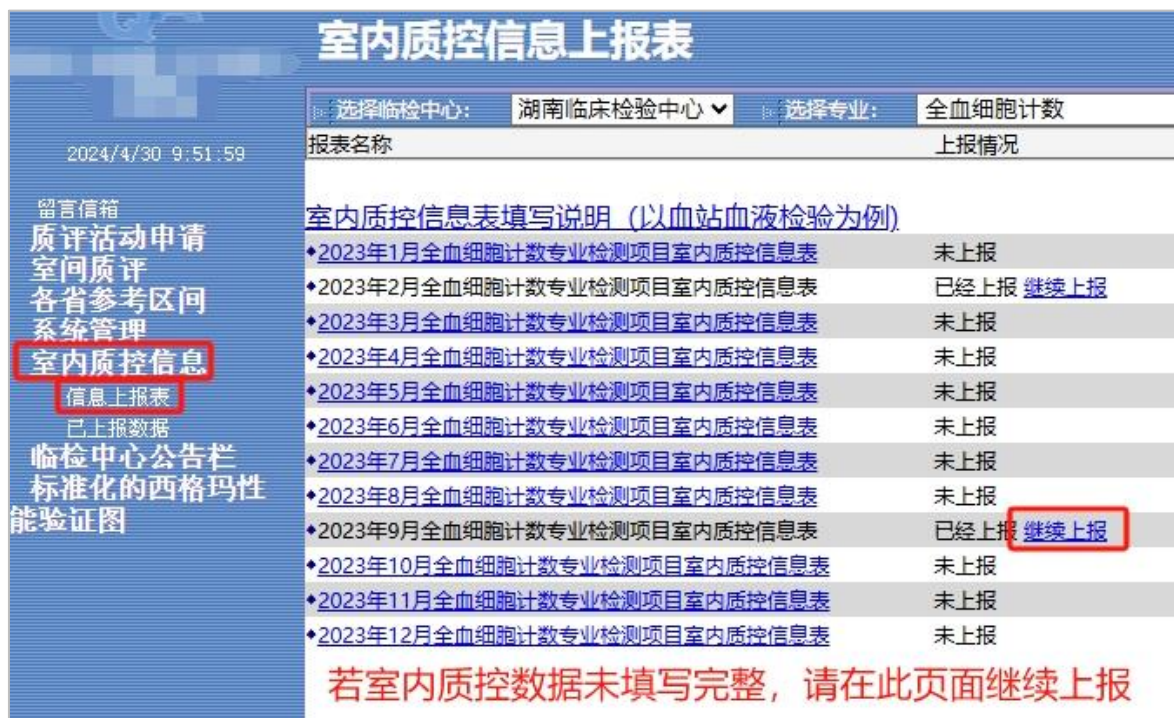 室内质控信息上报表
选择临检中心: 湖南临床检验中心 选择专业: 全血细胞计数
2024/4/30 9:51:59
报表名称 上报情况
留言信箱
质评活动申请
室间质评
各省参考区间
系统管理
室内质控信息
信息上报表
已上报数据
临检中心公告栏
标准化的西格玛性
能验证图
室内质控信息表填写说明（以血站血液检验为例)
◆2023年1月全血细胞计数专业检测项目室内质控信息表 未上报
◆2023年2月全血细胞计数专业检测项目室内质控信息表 已经上报 继续上报
◆2023年3月全血细胞计数专业检测项目室内质控信息表 未上报
◆2023年4月全血细胞计数专业检测项目室内质控信息表 未上报
◆2023年5月全血细胞计数专业检测项目室内质控信息表 未上报
◆2023年6月全血细胞计数专业检测项目室内质控信息表 未上报
◆2023年7月全血细胞计数专业检测项目室内质控信息表 未上报
◆2023年8月全血细胞计数专业检测项目室内质控信息表 未上报
◆2023年9月全血细胞计数专业检测项目室内质控信息表 已经上报 继续上报
◆2023年10月全血细胞计数专业检测项目室内质控信息表 未上报
◆2023年11月全血细胞计数专业检测项目室内质控信息表 未上报
◆2023年12月全血细胞计数专业检测项目室内质控信息表 未上报
若室内质控数据未填写完整，请在此页面继续上报